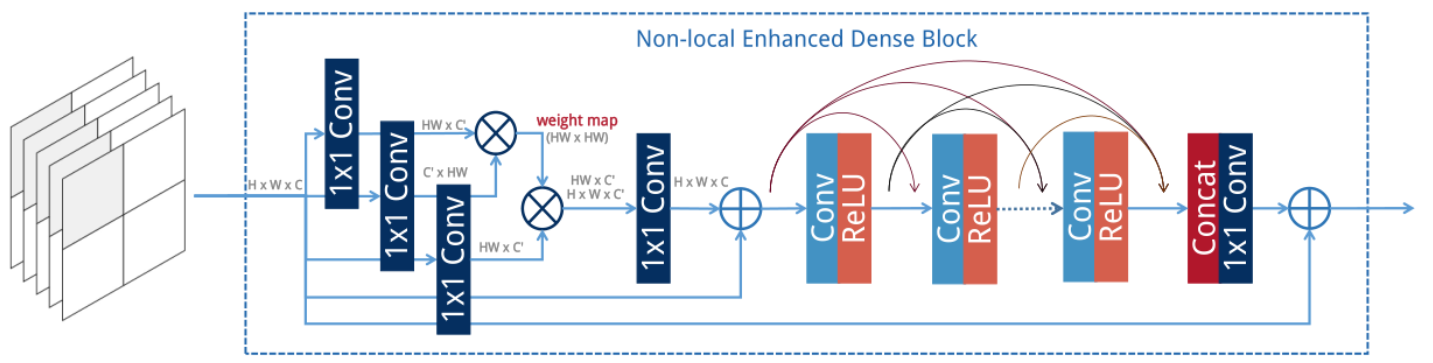 Non-local Enhanced Dense Block
H x W x C
1x1 Conv
1x1 Conv
1x1 Conv
HW x C'
C' x HW
HW x C'
weight map
(HW x HW)
HW x C'
H x W x C'
1x1 Conv
H x W x C
Conv
ReLU
Conv
ReLU
Conv
ReLU
Concat
1x1 Conv